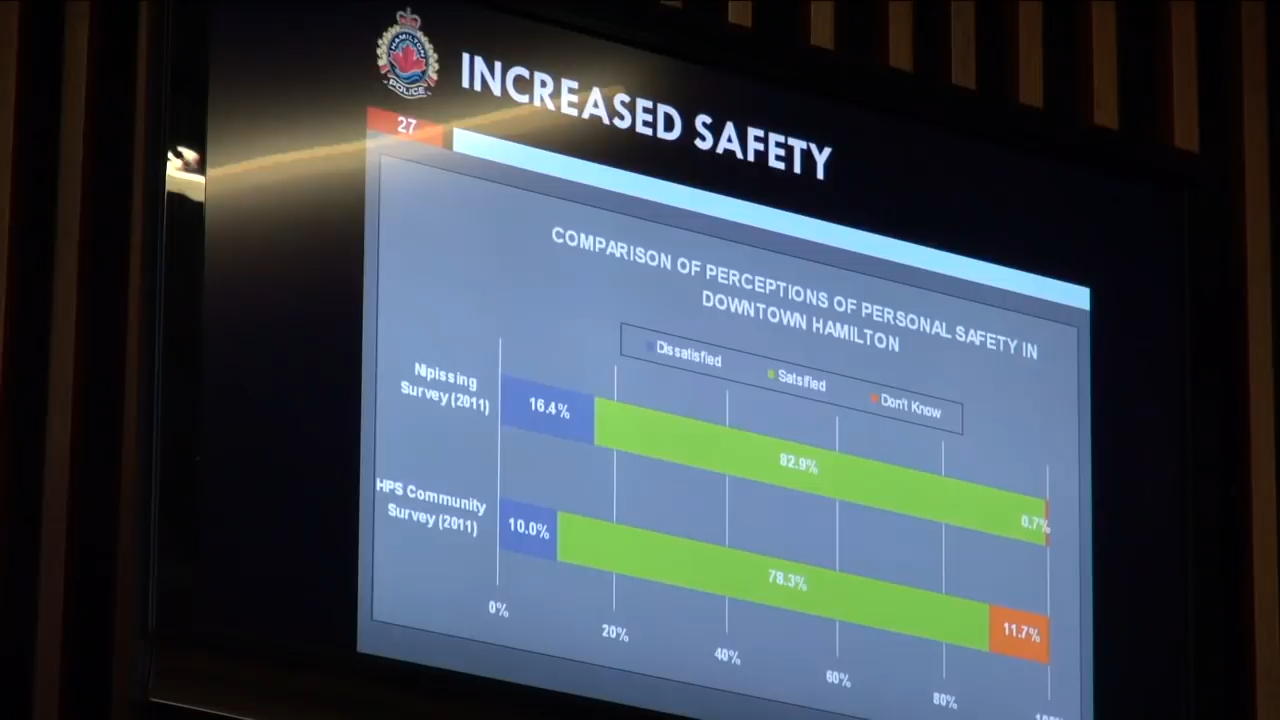 HAMILTON
POLICE
INCREASED SAFETY
27
COMPARISON OF PERCEPTIONS OF PERSONAL SAFETY IN
DOWNTOWN HAMILTON
Dissatisfied
Satsified
Don't Know
Nipissing
Survey (2011)
16.4%
82.9%
0.7%
HPS Community
Survey (2011)
10.0%
78.3%
11.7%
0%
20%
40%
60%
80%